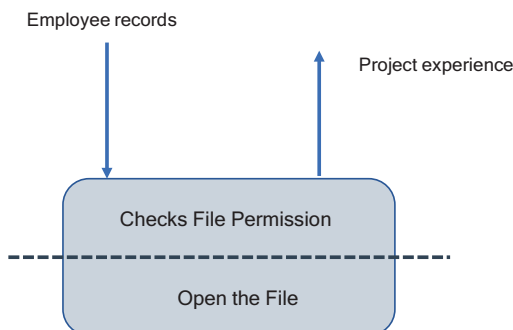 Employee records
Project experience
Checks File Permission
Open the File